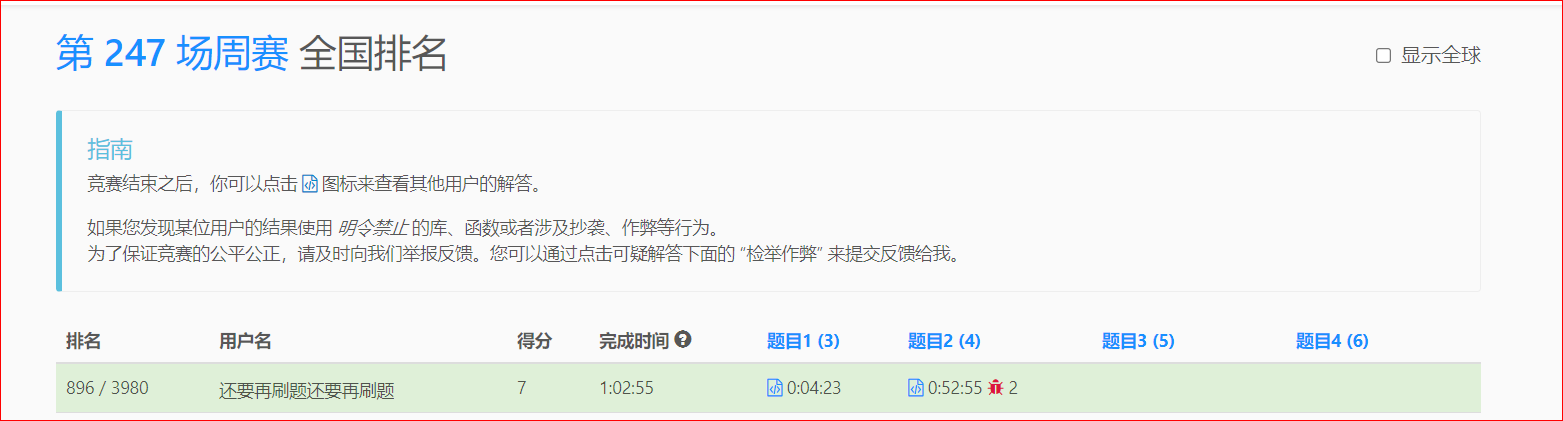 第 247 场周赛 全国排名
显示全球
指南
竞赛结束之后，你可以点击 图标来查看其他用户的解答。
如果您发现某位用户的结果使用 明令禁止 的库、函数或者涉及抄袭、作弊等行为。
为了保证竞赛的公平公正，请及时向我们举报反馈。您可以通过点击可疑解答下面的 “检举作弊” 来提交反馈给我。
排名 用户名 得分 完成时间 题目1 (3) 题目2 (4) 题目3 (5) 题目4 (6)
896 / 3980 还要再刷题还要再刷题 7 1:02:55 0:04:23 0:52:55 2